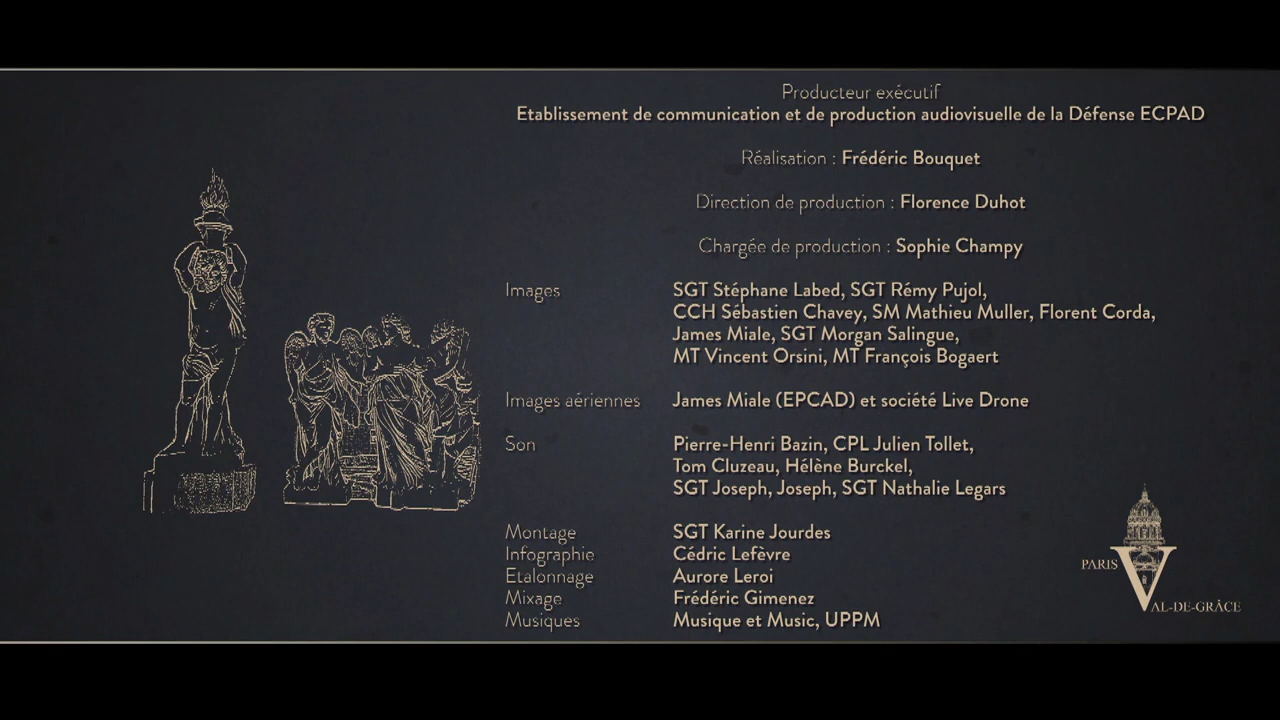 Producteur exécutif
Etablissement de communication et de production audiovisuelle de la Défense ECPAD
Réalisation : Frédéric Bouquet
Direction de production : Florence Duhot
Chargée de production : Sophie Champy
Images SGT Stéphane Labed, SGT Rémy Pujol,
CCH Sébastien Chavey, SM Mathieu Muller, Florent Corda,
James Miale, SGT Morgan Salingue,
MT Vincent Orsini, MT François Bogaert
Images aériennes James Miale (EPCAD) et société Live Drone
Son Pierre-Henri Bazin, CPL Julien Tollet,
Tom Cluzeau, Hélène Burckel,
SGT Joseph, Joseph, SGT Nathalie Legars
Montage SGT Karine Jourdes
Infographie Cédric Lefèvre
Etalonnage Aurore Leroi
Mixage Frédéric Gimenez
Musiques Musique et Music, UPPM
PARIS
VAL-DE-GRÂCE